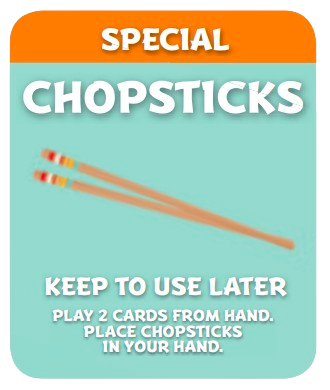 SPECIAL
CHOPSTICKS
KEEP TO USE LATER
PLAY 2 CARDS FROM HAND.
PLACE CHOPSTICKS
IN YOUR HAND.